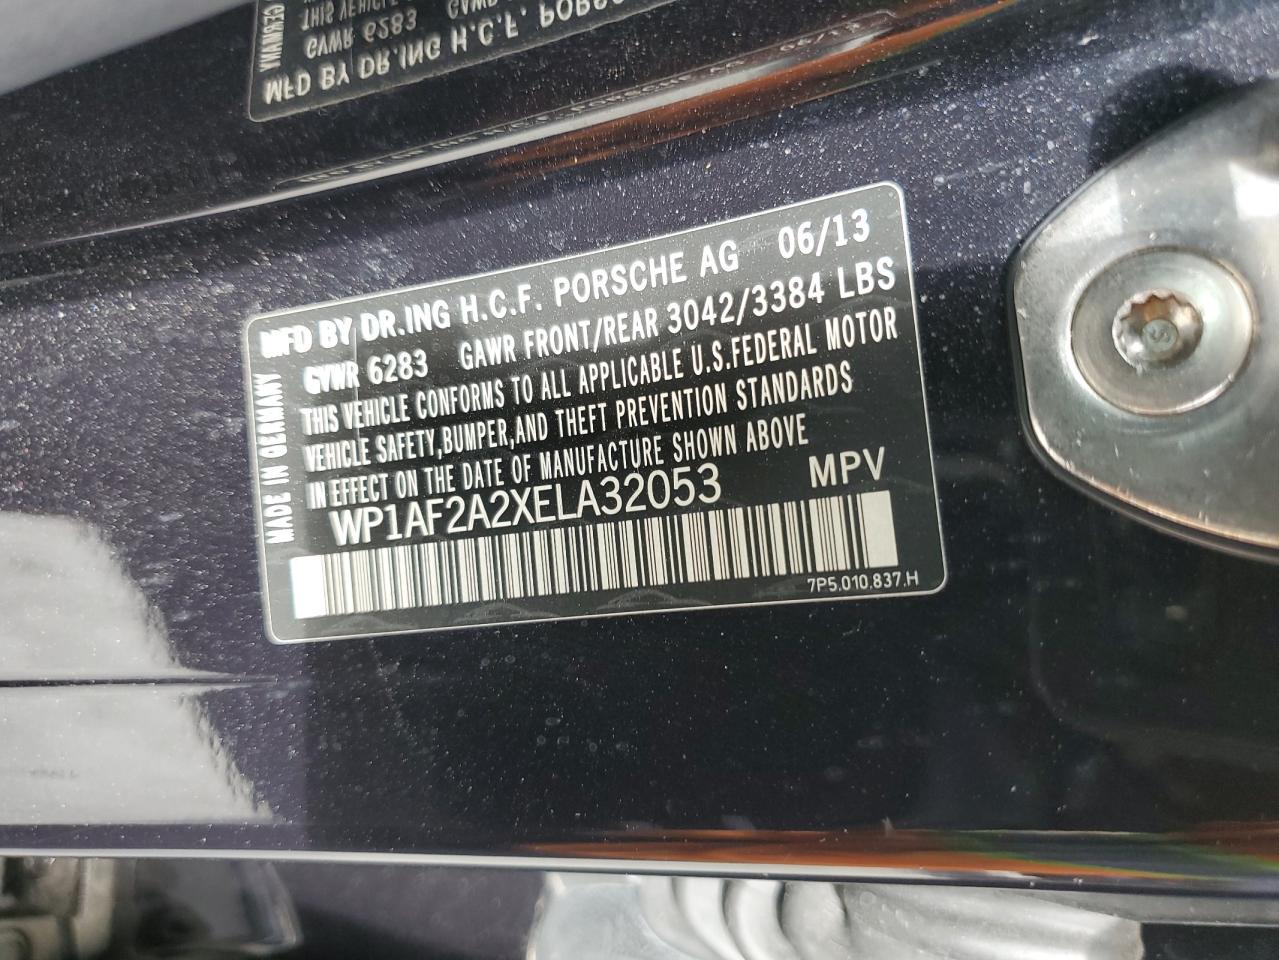 MFD BY DR.ING H.C.F. PORSCHE AG 06/13
GVWR 6283 GAWR FRONT/REAR 3042/3384 LBS
THIS VEHICLE CONFORMS TO ALL APPLICABLE U.S.FEDERAL MOTOR
VEHICLE SAFETY,BUMPER,AND THEFT PREVENTION STANDARDS
IN EFFECT ON THE DATE OF MANUFACTURE SHOWN ABOVE
WP1AF2A2XELA32053 MPV
7P5.010.837.H
MADE IN GERMANY
MFD BY DR.ING H.C.F.
GVWR 6283
THIS VEHICLE